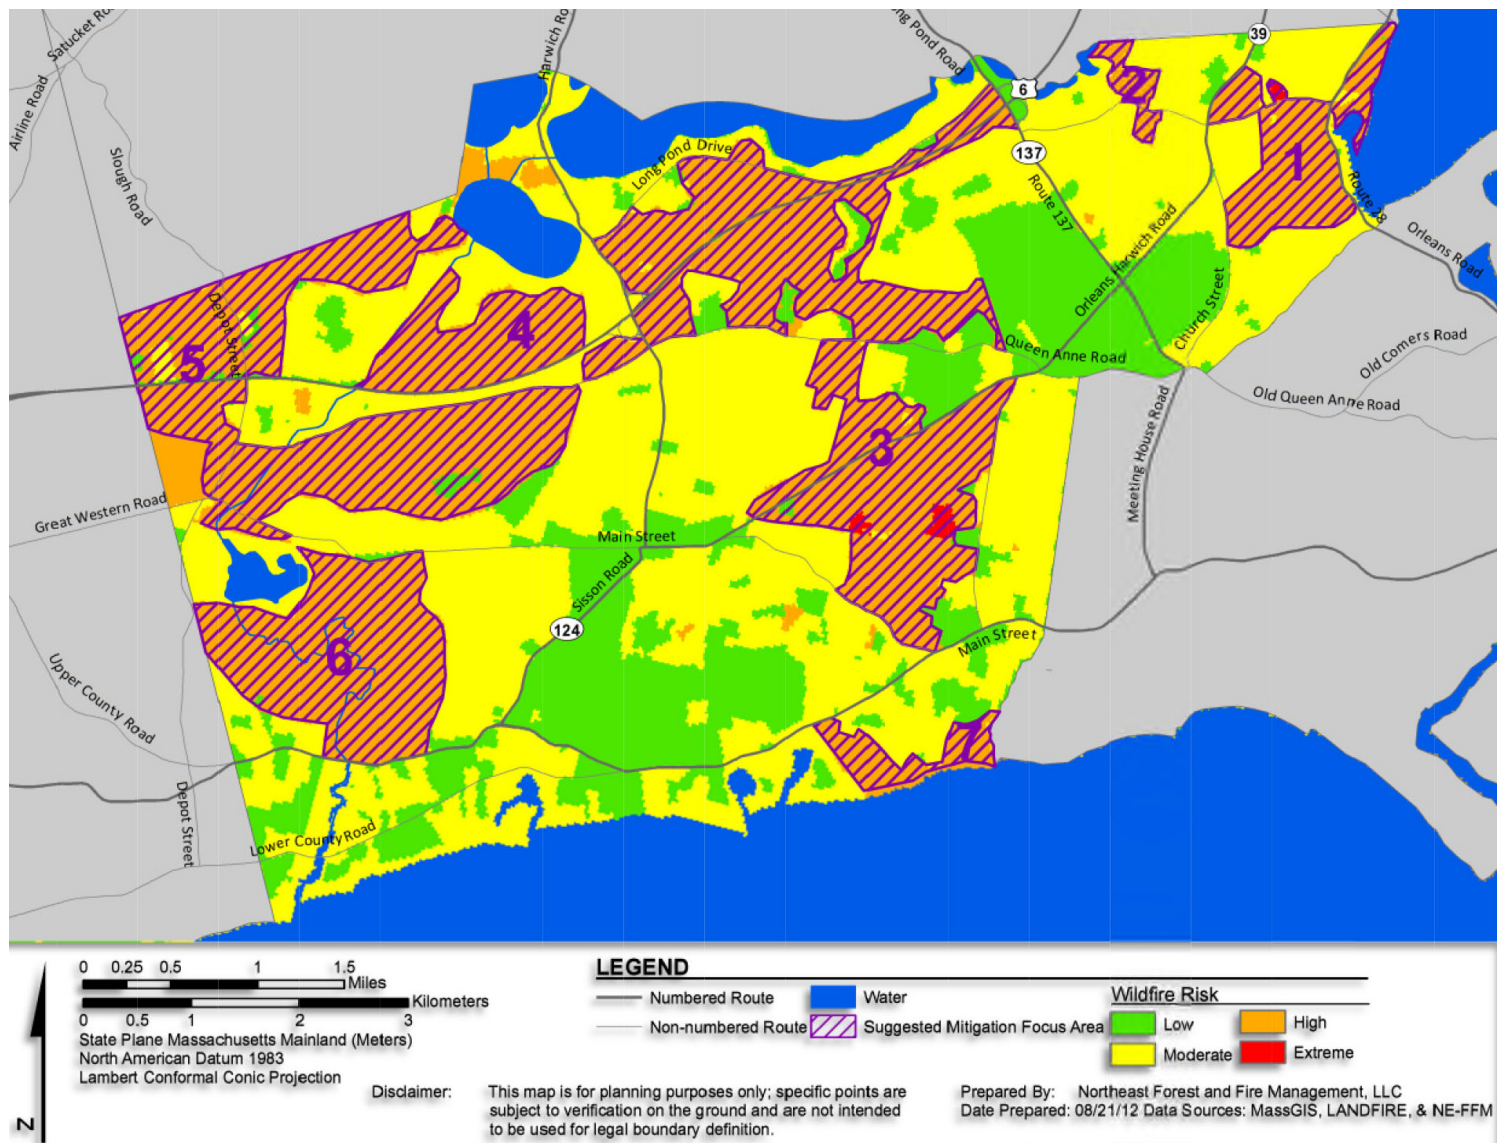 Satucket Ro
Airline Road
Slough Road
Harwich Ro
ng Pond Road
6
39
137
Route 137
Long Pond Drive
2
1
Route 28
Orleans Road
Orleans Harwich Road
Church Street
Queen Anne Road
Old Comers Road
Old Queen Anne Road
Meeting House Road
Depot Street
5
4
3
Great Western Road
Main Street
Sisson Road
124
Main Street
6
7
Upper County Road
Depot Street
Lower County Road
0 0.25 0.5 1 1.5
Miles
Kilometers
0 0.5 1 2 3
State Plane Massachusetts Mainland (Meters)
North American Datum 1983
Lambert Conformal Conic Projection
N
LEGEND
Numbered Route
Water
Non-numbered Route
Suggested Mitigation Focus Area
Wildfire Risk
Low
High
Moderate
Extreme
Disclaimer: This map is for planning purposes only; specific points are
subject to verification on the ground and are not intended
to be used for legal boundary definition.
Prepared By: Northeast Forest and Fire Management, LLC
Date Prepared: 08/21/12 Data Sources: MassGIS, LANDFIRE, & NE-FFM